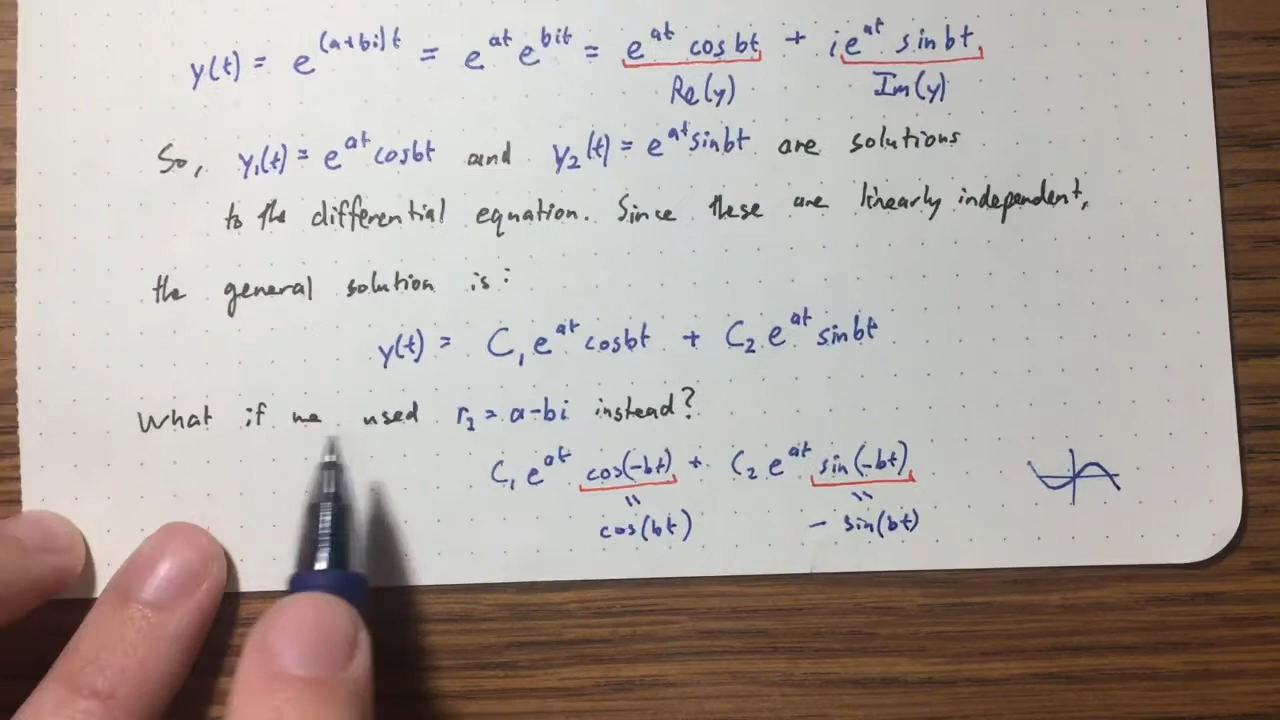 y(t) = e^{(a+bi)t} = e^{at} e^{bit} = e^{at} cos bt + i e^{at} sin bt
Re(y) Im(y)
So, y₁(t) = e^{at} cos bt and y₂(t) = e^{at} sin bt are solutions
to the differential equation. Since these are linearly independent,
the general solution is:
y(t) = C₁ e^{at} cos bt + C₂ e^{at} sin bt
What if we used r₂ = a-bi instead?
C₁ e^{at} cos(-bt) + C₂ e^{at} sin(-bt)
= =
cos(bt) - sin(bt)